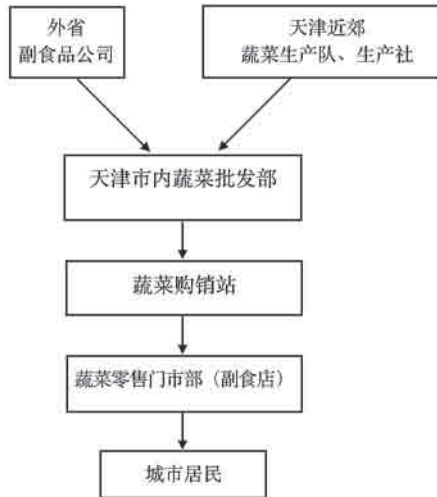 外省
副食品公司
天津近郊
蔬菜生产队、生产社
天津市内蔬菜批发部
蔬菜购销站
蔬菜零售门市部（副食店）
城市居民